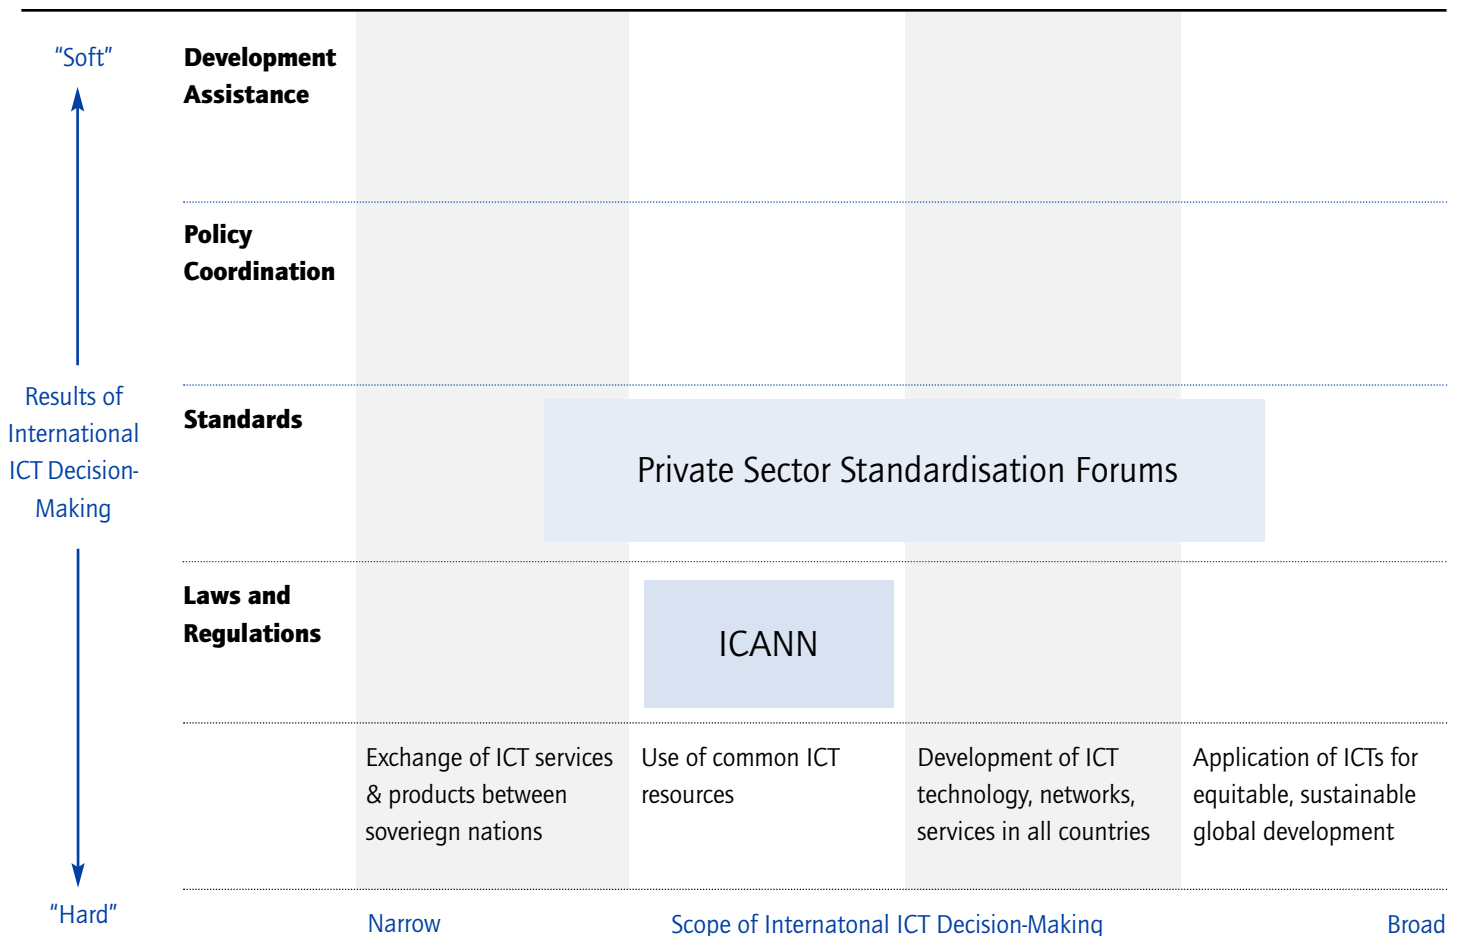 “Soft”
Development
Assistance
Policy
Coordination
Results of
International
ICT Decision-
Making
Standards
Private Sector Standardisation Forums
Laws and
Regulations
ICANN
Exchange of ICT services
& products between
soveriegn nations
Use of common ICT
resources
Development of ICT
technology, networks,
services in all countries
Application of ICTs for
equitable, sustainable
global development
“Hard”
Narrow
Scope of Internatonal ICT Decision-Making
Broad